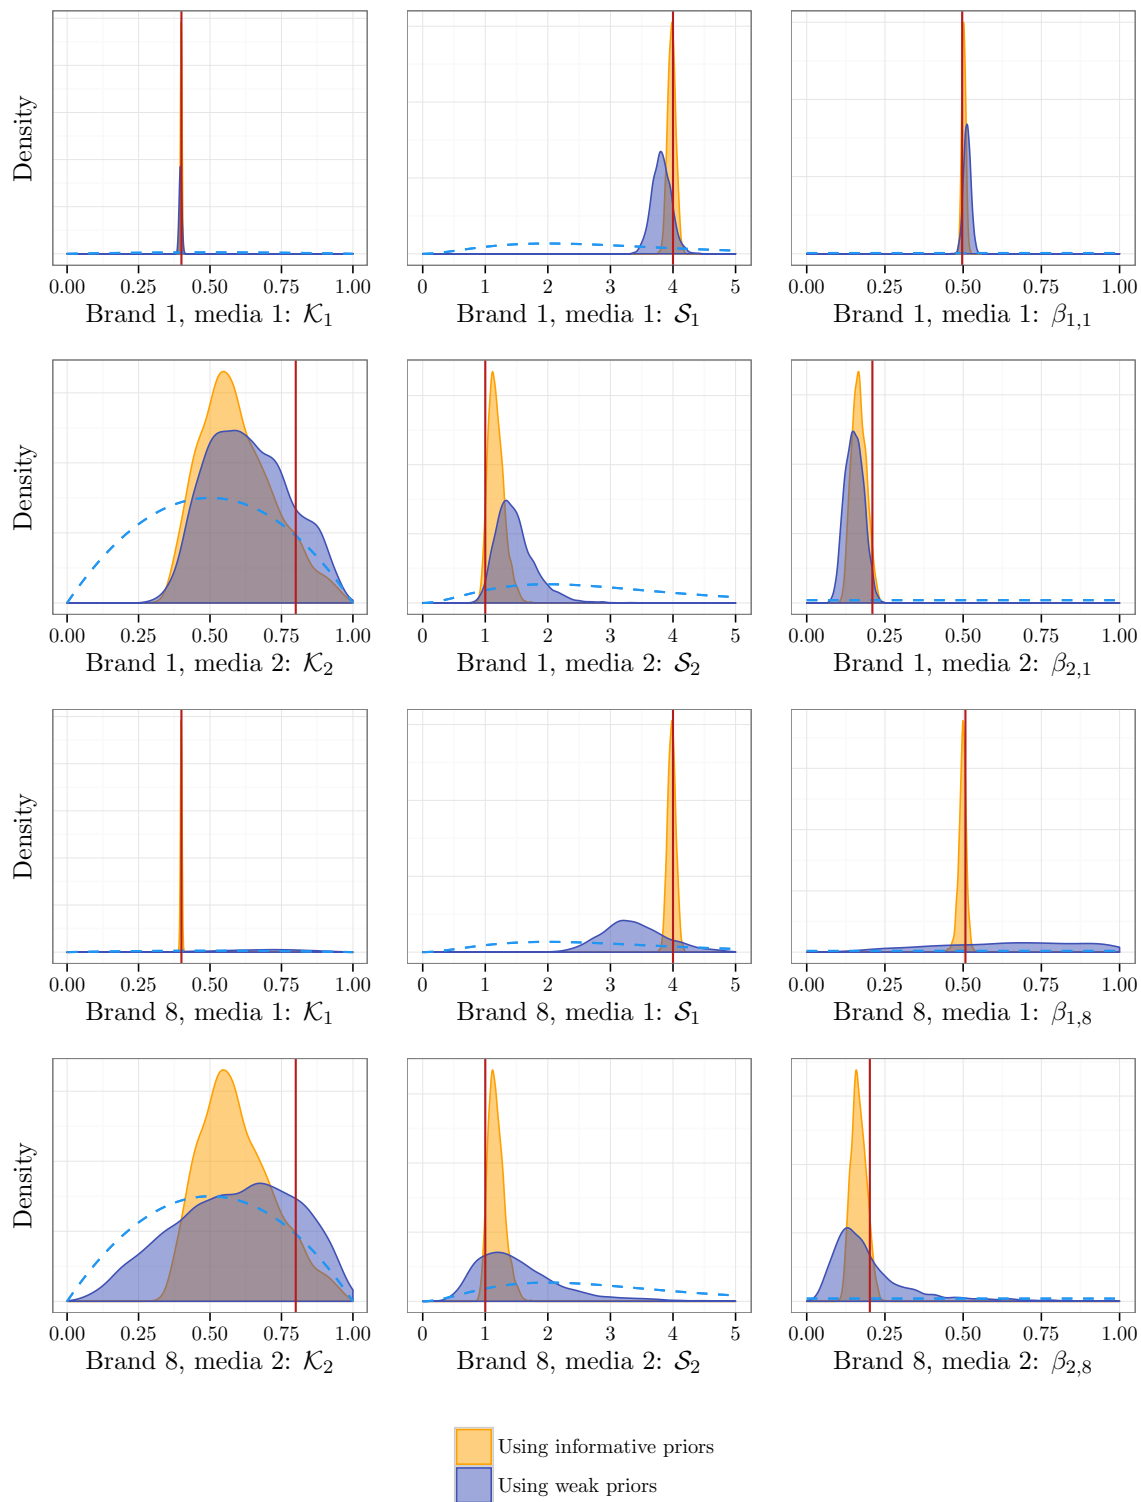 Density
0.00 0.25 0.50 0.75 1.00
Brand 1, media 1: 𝒦₁
0 1 2 3 4 5
Brand 1, media 1: 𝒮₁
0.00 0.25 0.50 0.75 1.00
Brand 1, media 1: β₁,₁
Density
0.00 0.25 0.50 0.75 1.00
Brand 1, media 2: 𝒦₂
0 1 2 3 4 5
Brand 1, media 2: 𝒮₂
0.00 0.25 0.50 0.75 1.00
Brand 1, media 2: β₂,₁
Density
0.00 0.25 0.50 0.75 1.00
Brand 8, media 1: 𝒦₁
0 1 2 3 4 5
Brand 8, media 1: 𝒮₁
0.00 0.25 0.50 0.75 1.00
Brand 8, media 1: β₁,₈
Density
0.00 0.25 0.50 0.75 1.00
Brand 8, media 2: 𝒦₂
0 1 2 3 4 5
Brand 8, media 2: 𝒮₂
0.00 0.25 0.50 0.75 1.00
Brand 8, media 2: β₂,₈
Using informative priors
Using weak priors